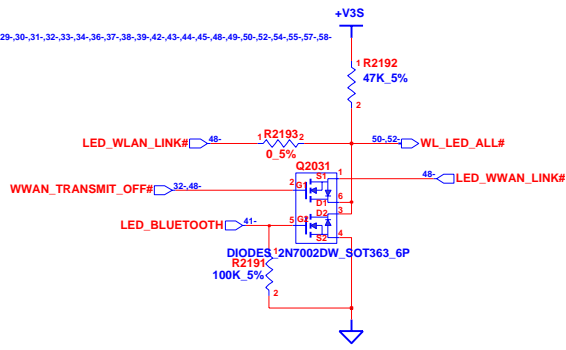 +V3S
29-,30-,31-,32-,33-,34-,36-,37-,38-,39-,42-,43-,44-,45-,48-,49-,50-,52-,54-,55-,57-,58-
1 R2192
47K_5%
2
LED_WLAN_LINK# 48- 1 R2193 2 50-,52- WL_LED_ALL#
0_5%
Q2031
S1 1 48- LED_WWAN_LINK#
WWAN_TRANSMIT_OFF# 32-,48- 2 G1
D1 6
D2 3
LED_BLUETOOTH 41- 5 G2
S2 4
DIODES_2N7002DW_SOT363_6P
1
R2191
100K_5%
2